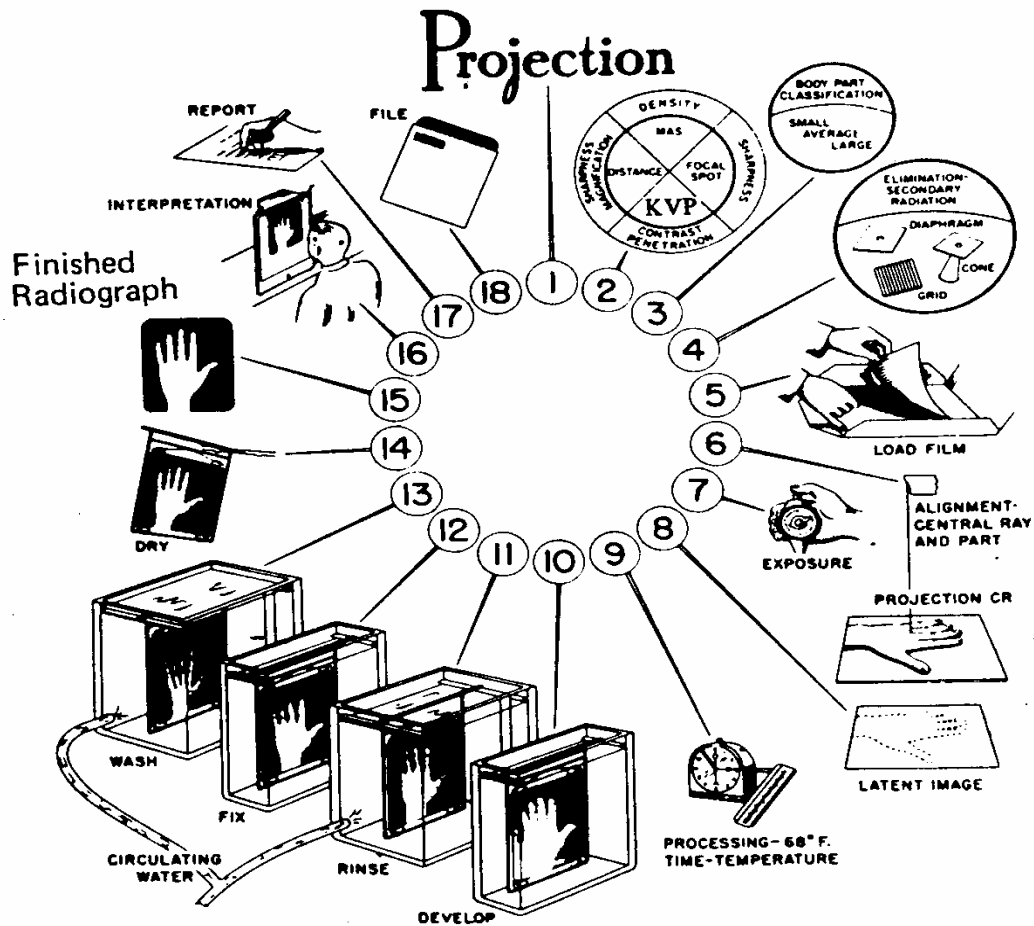 Projection
1
DENSITY
MAS
SHARPNESS
MAGNIFICATION
DISTANCE
FOCAL
SPOT
SHARPNESS
KVP
CONTRAST
PENETRATION
2
BODY PART
CLASSIFICATION
SMALL
AVERAGE
LARGE
3
ELIMINATION-
SECONDARY
RADIATION
DIAPHRAGM
CONE
GRID
4
5
LOAD FILM
6
ALIGNMENT-
CENTRAL RAY
AND PART
PROJECTION CR
7
EXPOSURE
8
LATENT IMAGE
9
PROCESSING-68° F.
TIME-TEMPERATURE
10
DEVELOP
11
RINSE
CIRCULATING
WATER
12
FIX
13
WASH
14
DRY
15
Finished
Radiograph
16
INTERPRETATION
17
REPORT
18
FILE